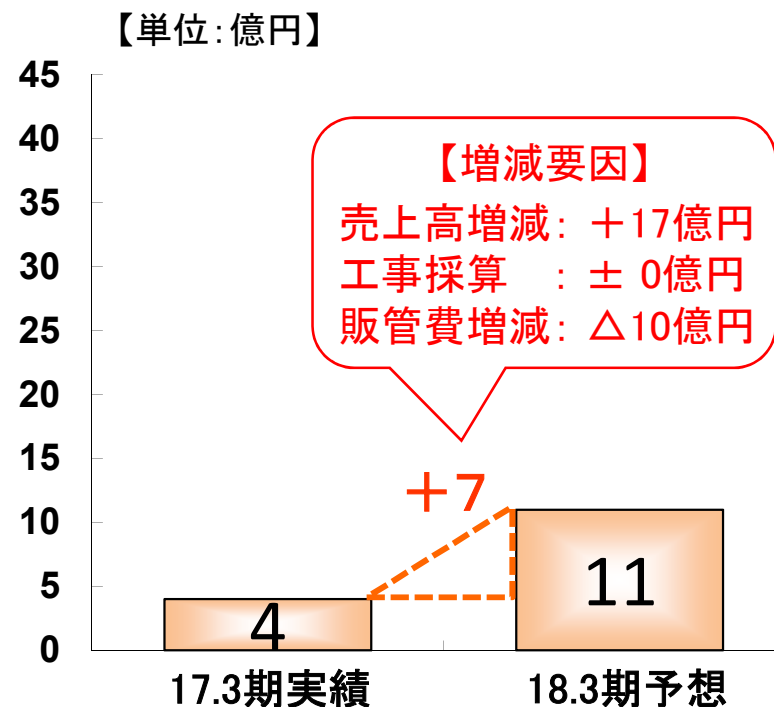 【単位:億円】
45
40
35
30
25
20
15
10
5
0
【増減要因】
売上高増減: +17億円
工事採算 : ± 0億円
販管費増減: △10億円
+7
4
11
17.3期実績
18.3期予想